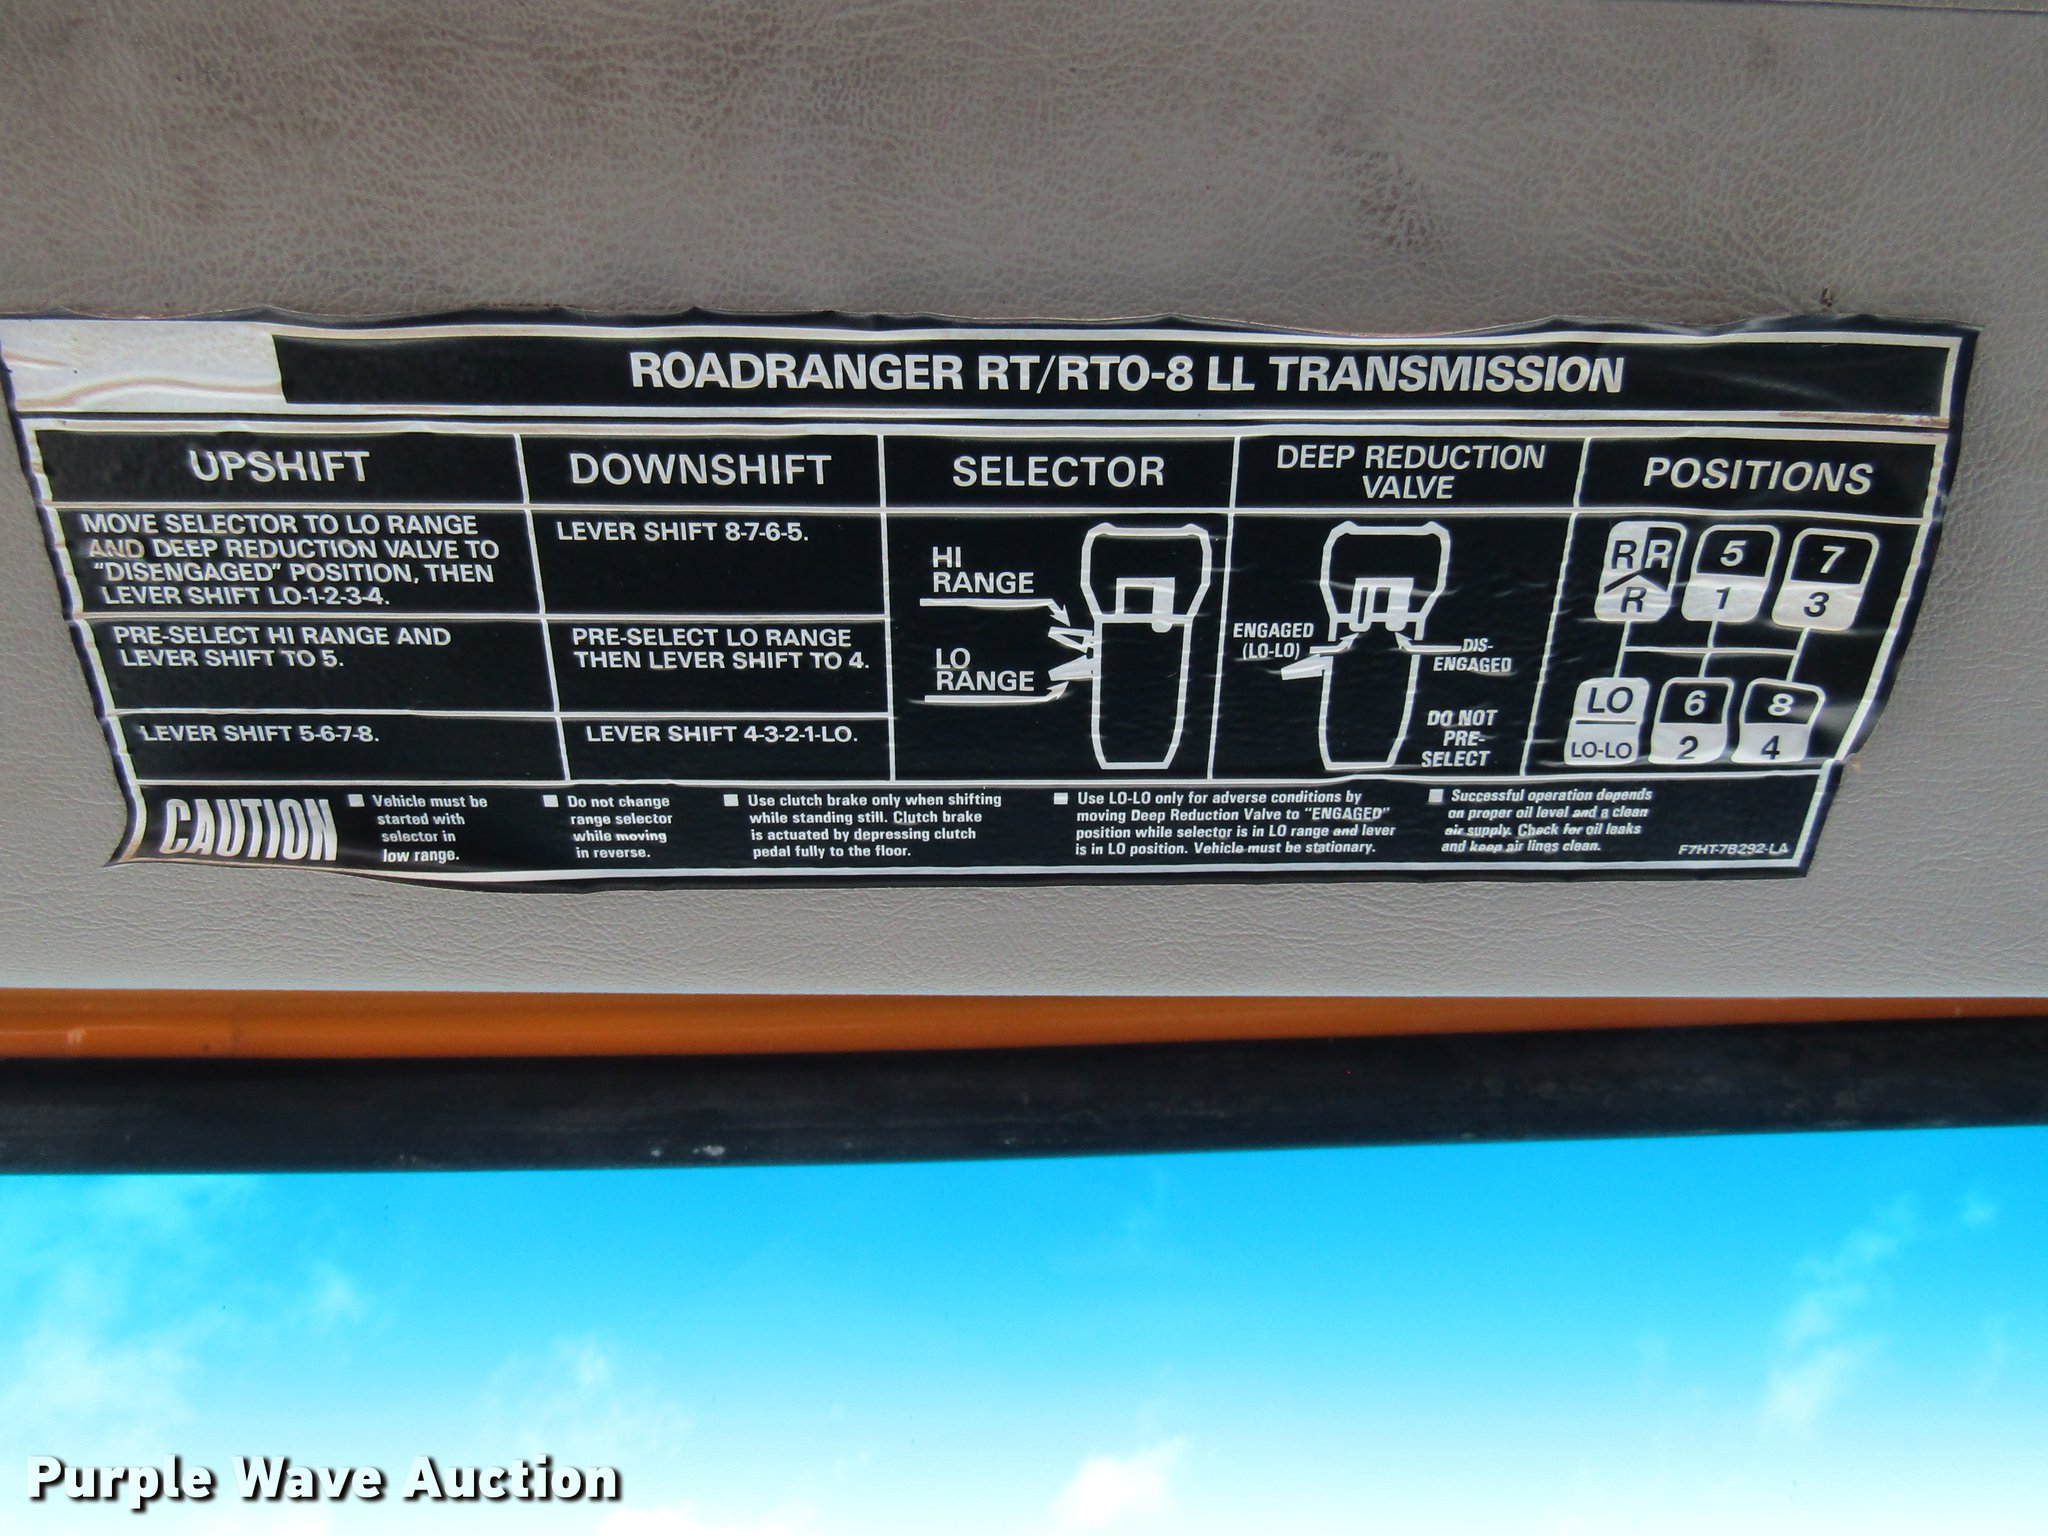 ROADRANGER RT/RTO-8 LL TRANSMISSION
UPSHIFT
MOVE SELECTOR TO LO RANGE
AND DEEP REDUCTION VALVE TO
"DISENGAGED" POSITION, THEN
LEVER SHIFT LO-1-2-3-4.
PRE-SELECT HI RANGE AND
LEVER SHIFT TO 5.
LEVER SHIFT 5-6-7-8.
DOWNSHIFT
LEVER SHIFT 8-7-6-5.
PRE-SELECT LO RANGE
THEN LEVER SHIFT TO 4.
LEVER SHIFT 4-3-2-1-LO.
SELECTOR
HI
RANGE
LO
RANGE
DEEP REDUCTION
VALVE
ENGAGED
(LO-LO)
DIS-
ENGAGED
DO NOT
PRE-
SELECT
POSITIONS
R R 5 7
R 1 3
LO 6 8
LO-LO 2 4
CAUTION
Vehicle must be
started with
selector in
low range.
Do not change
range selector
while moving
in reverse.
Use clutch brake only when shifting
while standing still. Clutch brake
is actuated by depressing clutch
pedal fully to the floor.
Use LO-LO only for adverse conditions by
moving Deep Reduction Valve to "ENGAGED"
position while selector is in LO range and lever
is in LO position. Vehicle must be stationary.
Successful operation depends
on proper oil level and a clean
air supply. Check for oil leaks
and keep air lines clean.
F7HT-7B292-LA
Purple Wave Auction